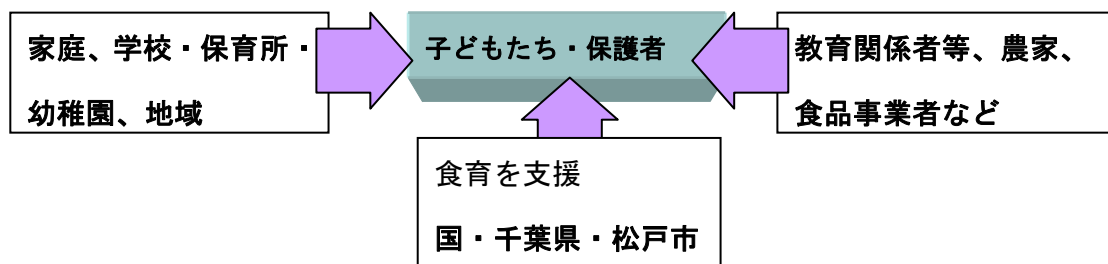 家庭、学校・保育所・
幼稚園、地域
子どもたち・保護者
教育関係者等、農家、
食品事業者など
食育を支援
国・千葉県・松戸市